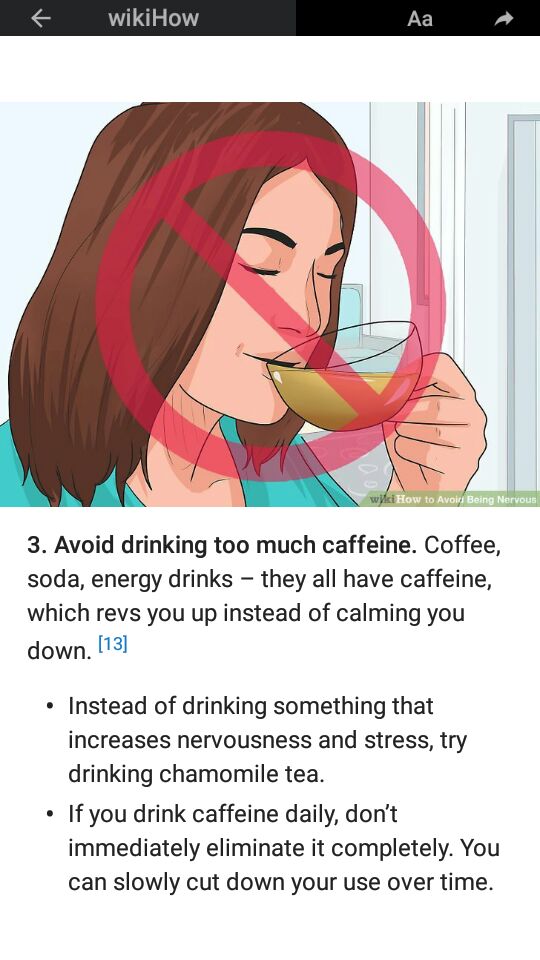 wikiHow
Aa
wikiHow to Avoid Being Nervous
3. Avoid drinking too much caffeine. Coffee,
soda, energy drinks – they all have caffeine,
which revs you up instead of calming you
down. [13]
• Instead of drinking something that
increases nervousness and stress, try
drinking chamomile tea.
• If you drink caffeine daily, don’t
immediately eliminate it completely. You
can slowly cut down your use over time.